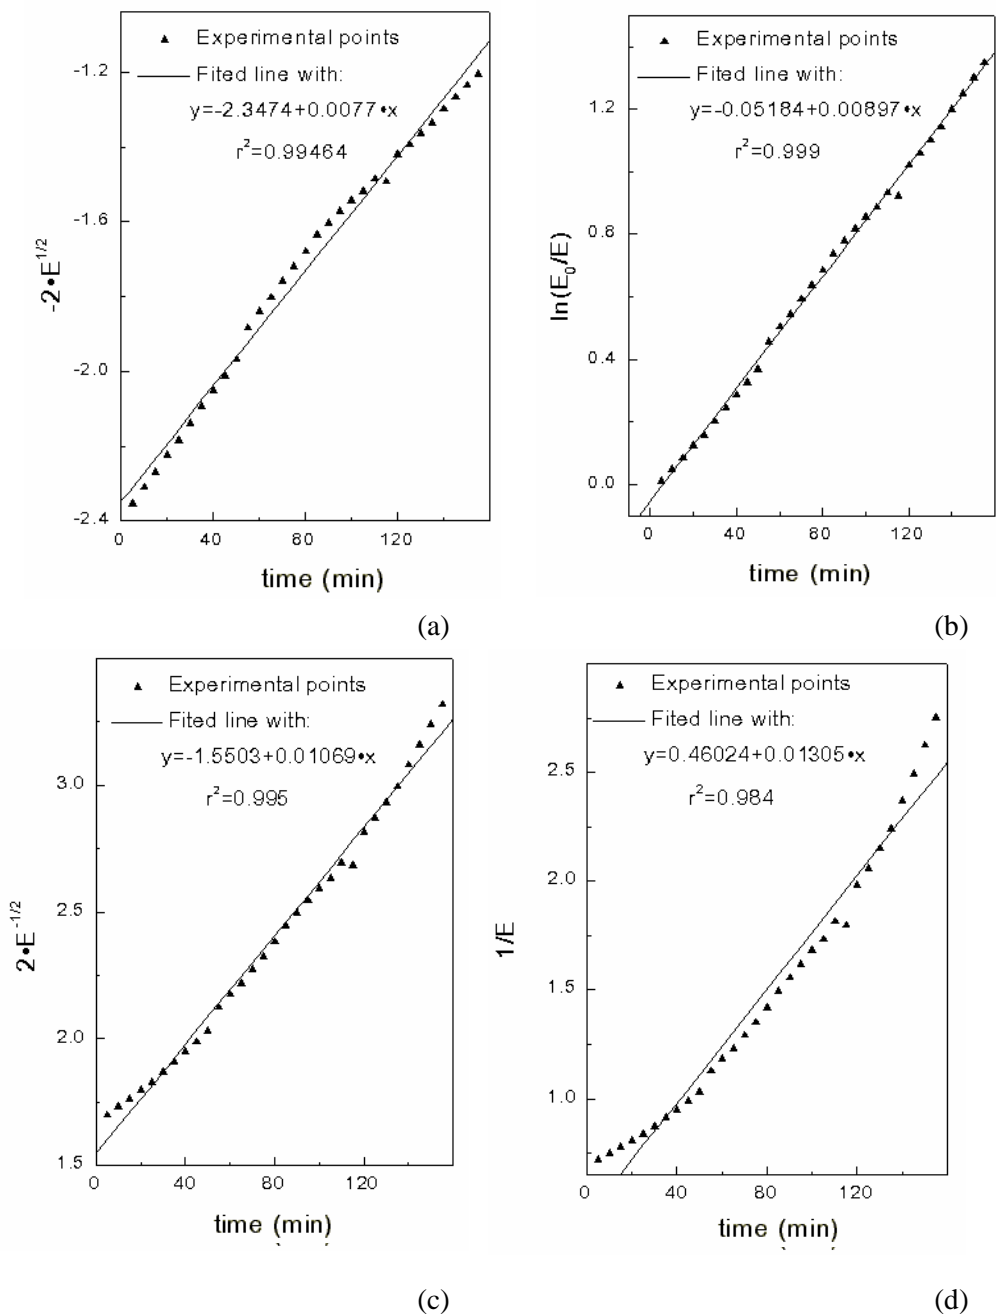 Experimental points
Fited line with:
y=-2.3474+0.0077•x
r²=0.99464
-2•E^1/2
-1.2
-1.6
-2.0
-2.4
0 40 80 120
time (min)
(a)
Experimental points
Fited line with:
y=-0.05184+0.00897•x
r²=0.999
ln(E₀/E)
1.2
0.8
0.4
0.0
0 40 80 120
time (min)
(b)
Experimental points
Fited line with:
y=-1.5503+0.01069•x
r²=0.995
2•E^-1/2
3.0
2.5
2.0
1.5
0 40 80 120
time (min)
(c)
Experimental points
Fited line with:
y=0.46024+0.01305•x
r²=0.984
1/E
2.5
2.0
1.5
1.0
0 40 80 120
time (min)
(d)